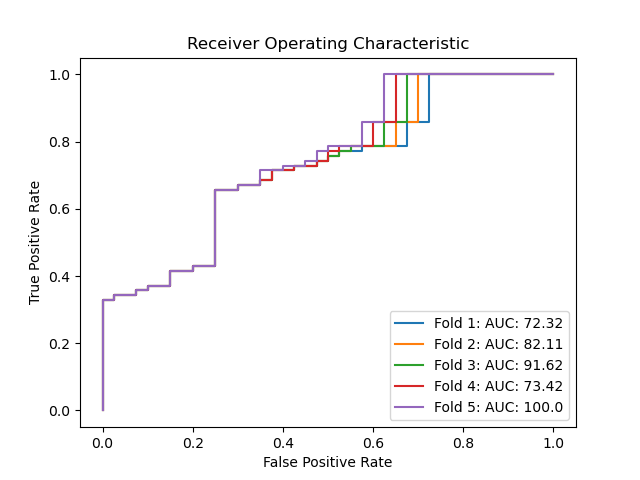 Receiver Operating Characteristic
1.0
0.8
0.6
0.4
0.2
0.0
True Positive Rate
Fold 1: AUC: 72.32
Fold 2: AUC: 82.11
Fold 3: AUC: 91.62
Fold 4: AUC: 73.42
Fold 5: AUC: 100.0
0.0 0.2 0.4 0.6 0.8 1.0
False Positive Rate